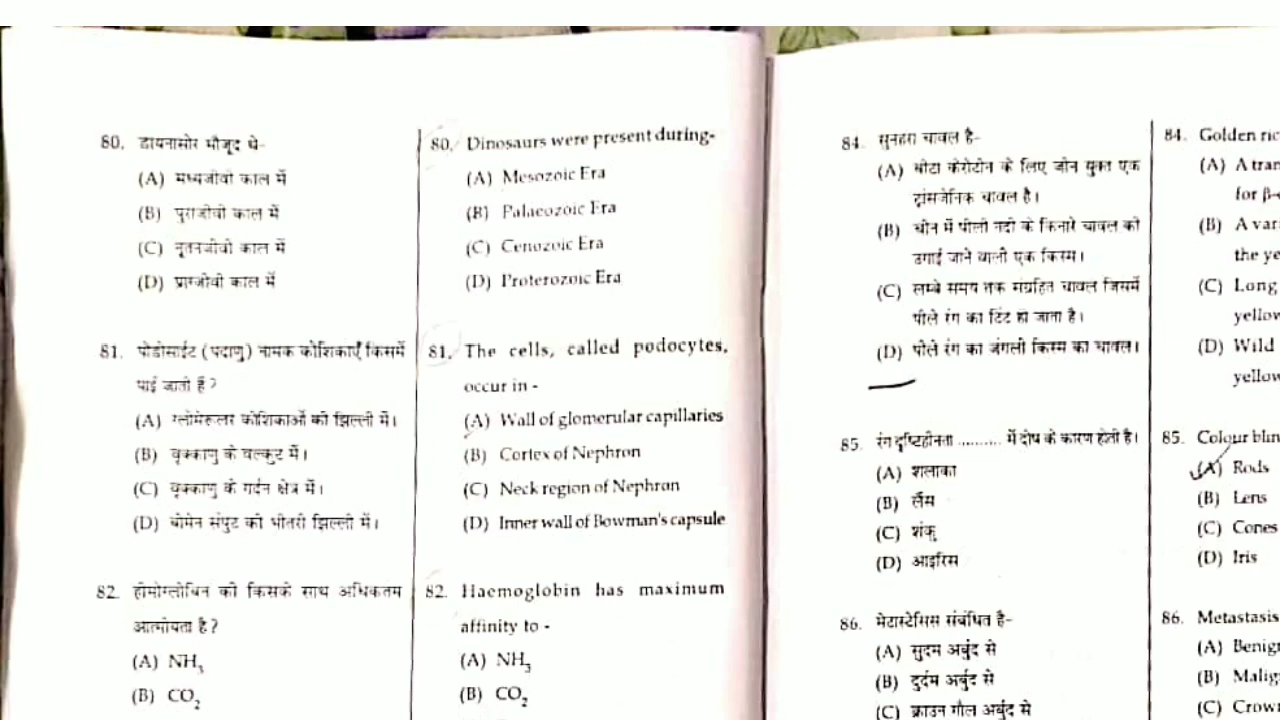 80. डायनासोर मौजूद थे-
(A) मध्यजीवी काल में
(B) पुराजीवी काल में
(C) नूतनजीवी काल में
(D) प्राग्जीवी काल में
81. पोडोसाईट (पदाणु) नामक कोशिकाएँ किसमें
पाई जाती हैं?
(A) ग्लोमेरूलर कोशिकाओं की झिल्ली में।
(B) वृक्काणु के वल्कुट में।
(C) वृक्काणु के गर्दन क्षेत्र में।
(D) बोमेन संपुट की भीतरी झिल्ली में।
82. हीमोग्लोबिन की किसके साथ अधिकतम
आत्मीयता है?
(A) NH₃
(B) CO₂
80. Dinosaurs were present during-
(A) Mesozoic Era
(B) Palaeozoic Era
(C) Cenozoic Era
(D) Proterozoic Era
81. The cells, called podocytes,
occur in -
(A) Wall of glomerular capillaries
(B) Cortex of Nephron
(C) Neck region of Nephron
(D) Inner wall of Bowman's capsule
82. Haemoglobin has maximum
affinity to -
(A) NH₃
(B) CO₂
84. सुनहरा चावल है-
(A) बीटा केरोटीन के लिए जीन युक्त एक
ट्रांसजेनिक चावल है।
(B) चीन में पीली नदी के किनारे चावल की
उगाई जाने वाली एक किस्म।
(C) लम्बे समय तक संग्रहित चावल जिसमें
पीले रंग का टिंट हो जाता है।
(D) पीले रंग का जंगली किस्म का चावल।
85. रंग दृष्टिहीनता .......... में दोष के कारण होती है।
(A) शलाका
(B) लैंस
(C) शंकु
(D) आइरिस
86. मेटास्टेसिस संबंधित है-
(A) सुदम अर्बुद से
(B) दुर्दम अर्बुद से
(C) क्राउन गौल अर्बुद से
84. Golden ric
(A) A tran
for β-
(B) A var
the ye
(C) Long
yellow
(D) Wild
yellow
85. Colour blin
(A) Rods
(B) Lens
(C) Cones
(D) Iris
86. Metastasis
(A) Benig
(B) Malig
(C) Crow